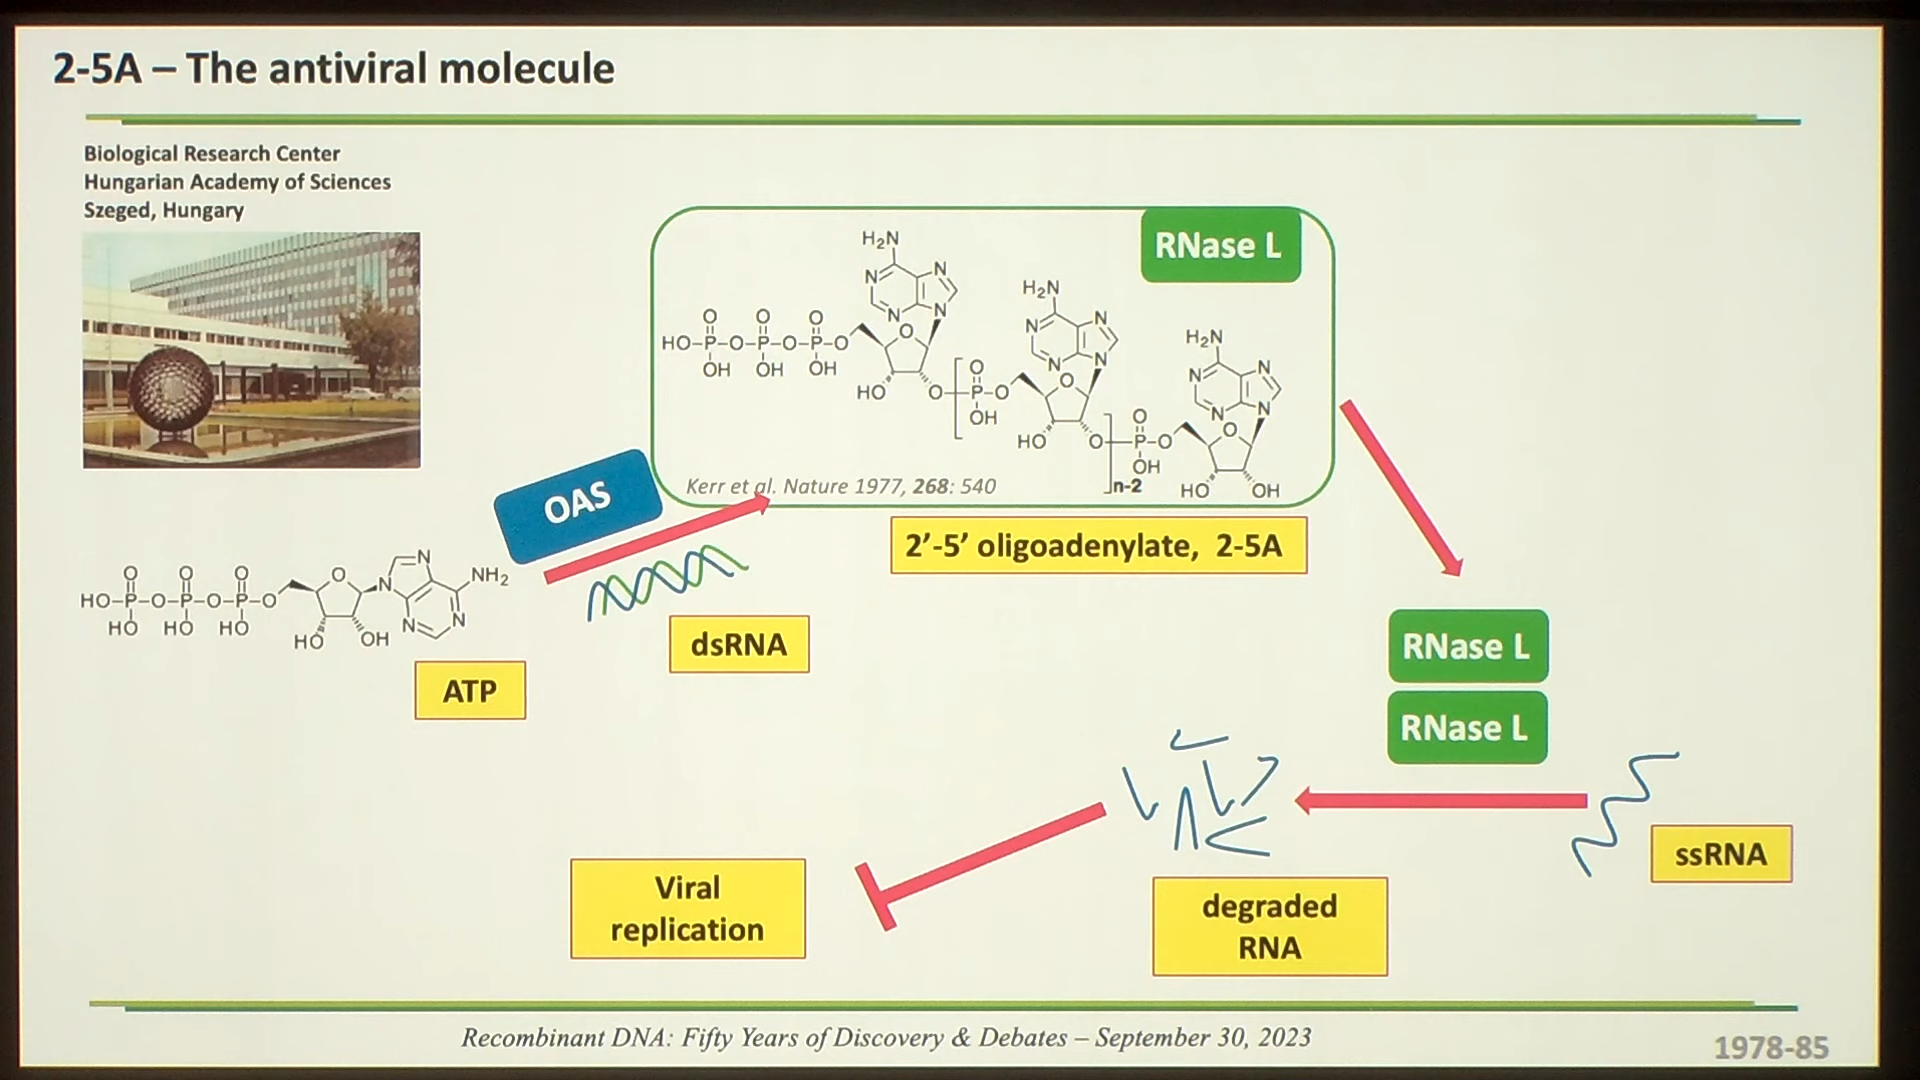 2-5A – The antiviral molecule
Biological Research Center
Hungarian Academy of Sciences
Szeged, Hungary
RNase L
H₂N
N
N
N
N
H₂N
N
N
N
N
H₂N
N
N
N
N
O
O
O
HO–P–O–P–O–P–O
OH
OH
OH
O
HO
O
O
P–O
OH
O
HO
O
O
P–O
OH
O
HO
OH
n-2
Kerr et al. Nature 1977, 268: 540
OAS
2’-5’ oligoadenylate, 2-5A
O
O
O
HO–P–O–P–O–P–O
HO
HO
HO
O
HO
OH
N
N
N
N
NH₂
dsRNA
ATP
RNase L
RNase L
ssRNA
Viral
replication
degraded
RNA
Recombinant DNA: Fifty Years of Discovery & Debates – September 30, 2023
1978-85